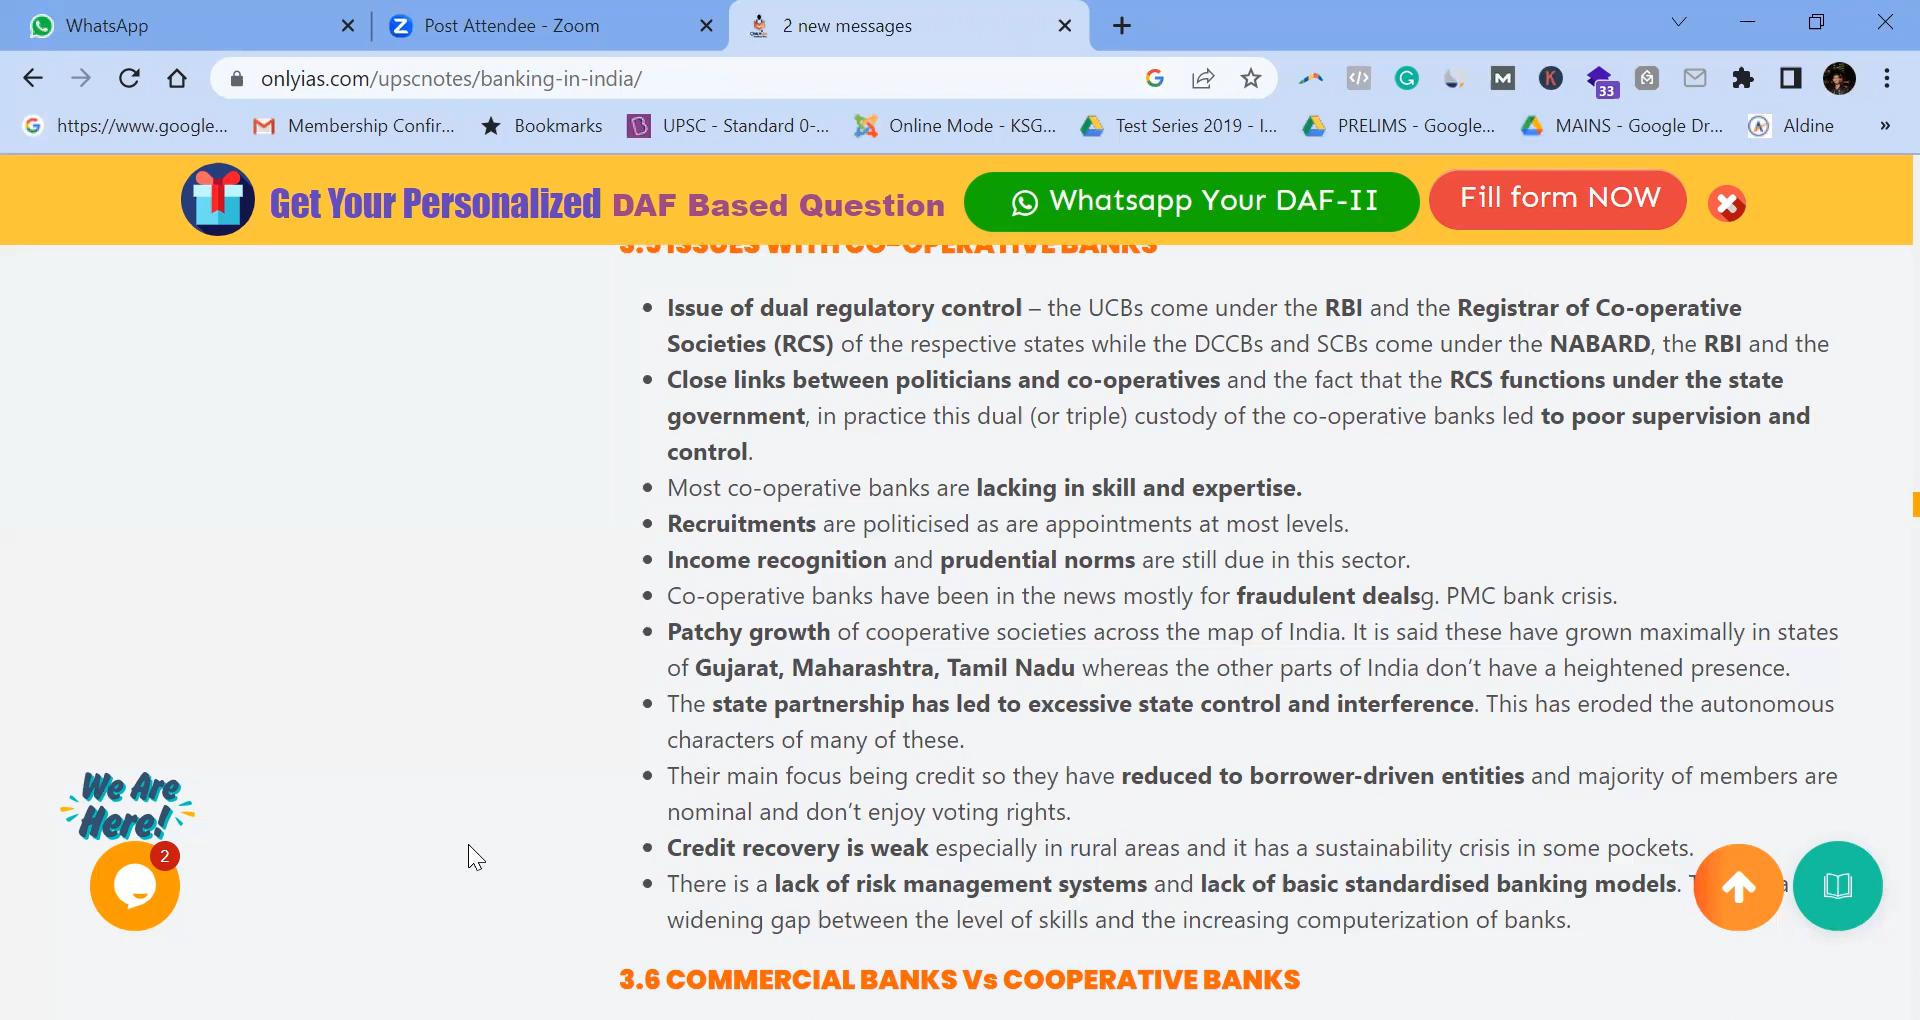 WhatsApp
Post Attendee - Zoom
2 new messages
onlyias.com/upscnotes/banking-in-india/
33
https://www.google...
Membership Confir...
Bookmarks
UPSC - Standard 0-...
Online Mode - KSG...
Test Series 2019 - I...
PRELIMS - Google...
MAINS - Google Dr...
Aldine
»
Get Your Personalized DAF Based Question
Whatsapp Your DAF-II
Fill form NOW
3.5 ISSUES WITH CO-OPERATIVE BANKS
Issue of dual regulatory control – the UCBs come under the RBI and the Registrar of Co-operative
Societies (RCS) of the respective states while the DCCBs and SCBs come under the NABARD, the RBI and the
Close links between politicians and co-operatives and the fact that the RCS functions under the state
government, in practice this dual (or triple) custody of the co-operative banks led to poor supervision and
control.
Most co-operative banks are lacking in skill and expertise.
Recruitments are politicised as are appointments at most levels.
Income recognition and prudential norms are still due in this sector.
Co-operative banks have been in the news mostly for fraudulent dealsg. PMC bank crisis.
Patchy growth of cooperative societies across the map of India. It is said these have grown maximally in states
of Gujarat, Maharashtra, Tamil Nadu whereas the other parts of India don't have a heightened presence.
The state partnership has led to excessive state control and interference. This has eroded the autonomous
characters of many of these.
Their main focus being credit so they have reduced to borrower-driven entities and majority of members are
nominal and don't enjoy voting rights.
Credit recovery is weak especially in rural areas and it has a sustainability crisis in some pockets.
There is a lack of risk management systems and lack of basic standardised banking models.
widening gap between the level of skills and the increasing computerization of banks.
We Are
Here!
2
3.6 COMMERCIAL BANKS Vs COOPERATIVE BANKS